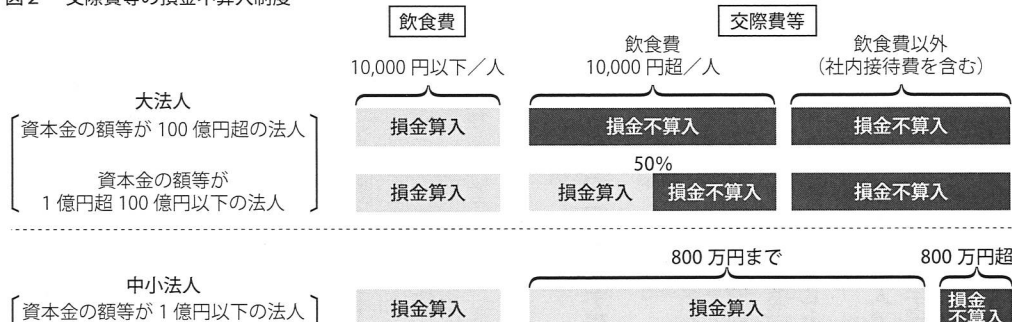 図2 交際費等の損金不算入制度
飲食費
交際費等
10,000円以下／人
飲食費
10,000円超／人
飲食費以外
（社内接待費を含む）
大法人
資本金の額等が100億円超の法人
損金算入
損金不算入
損金不算入
資本金の額等が
1億円超100億円以下の法人
損金算入
50%
損金算入
損金不算入
損金不算入
800万円まで
800万円超
中小法人
資本金の額等が1億円以下の法人
損金算入
損金算入
損金
不算入